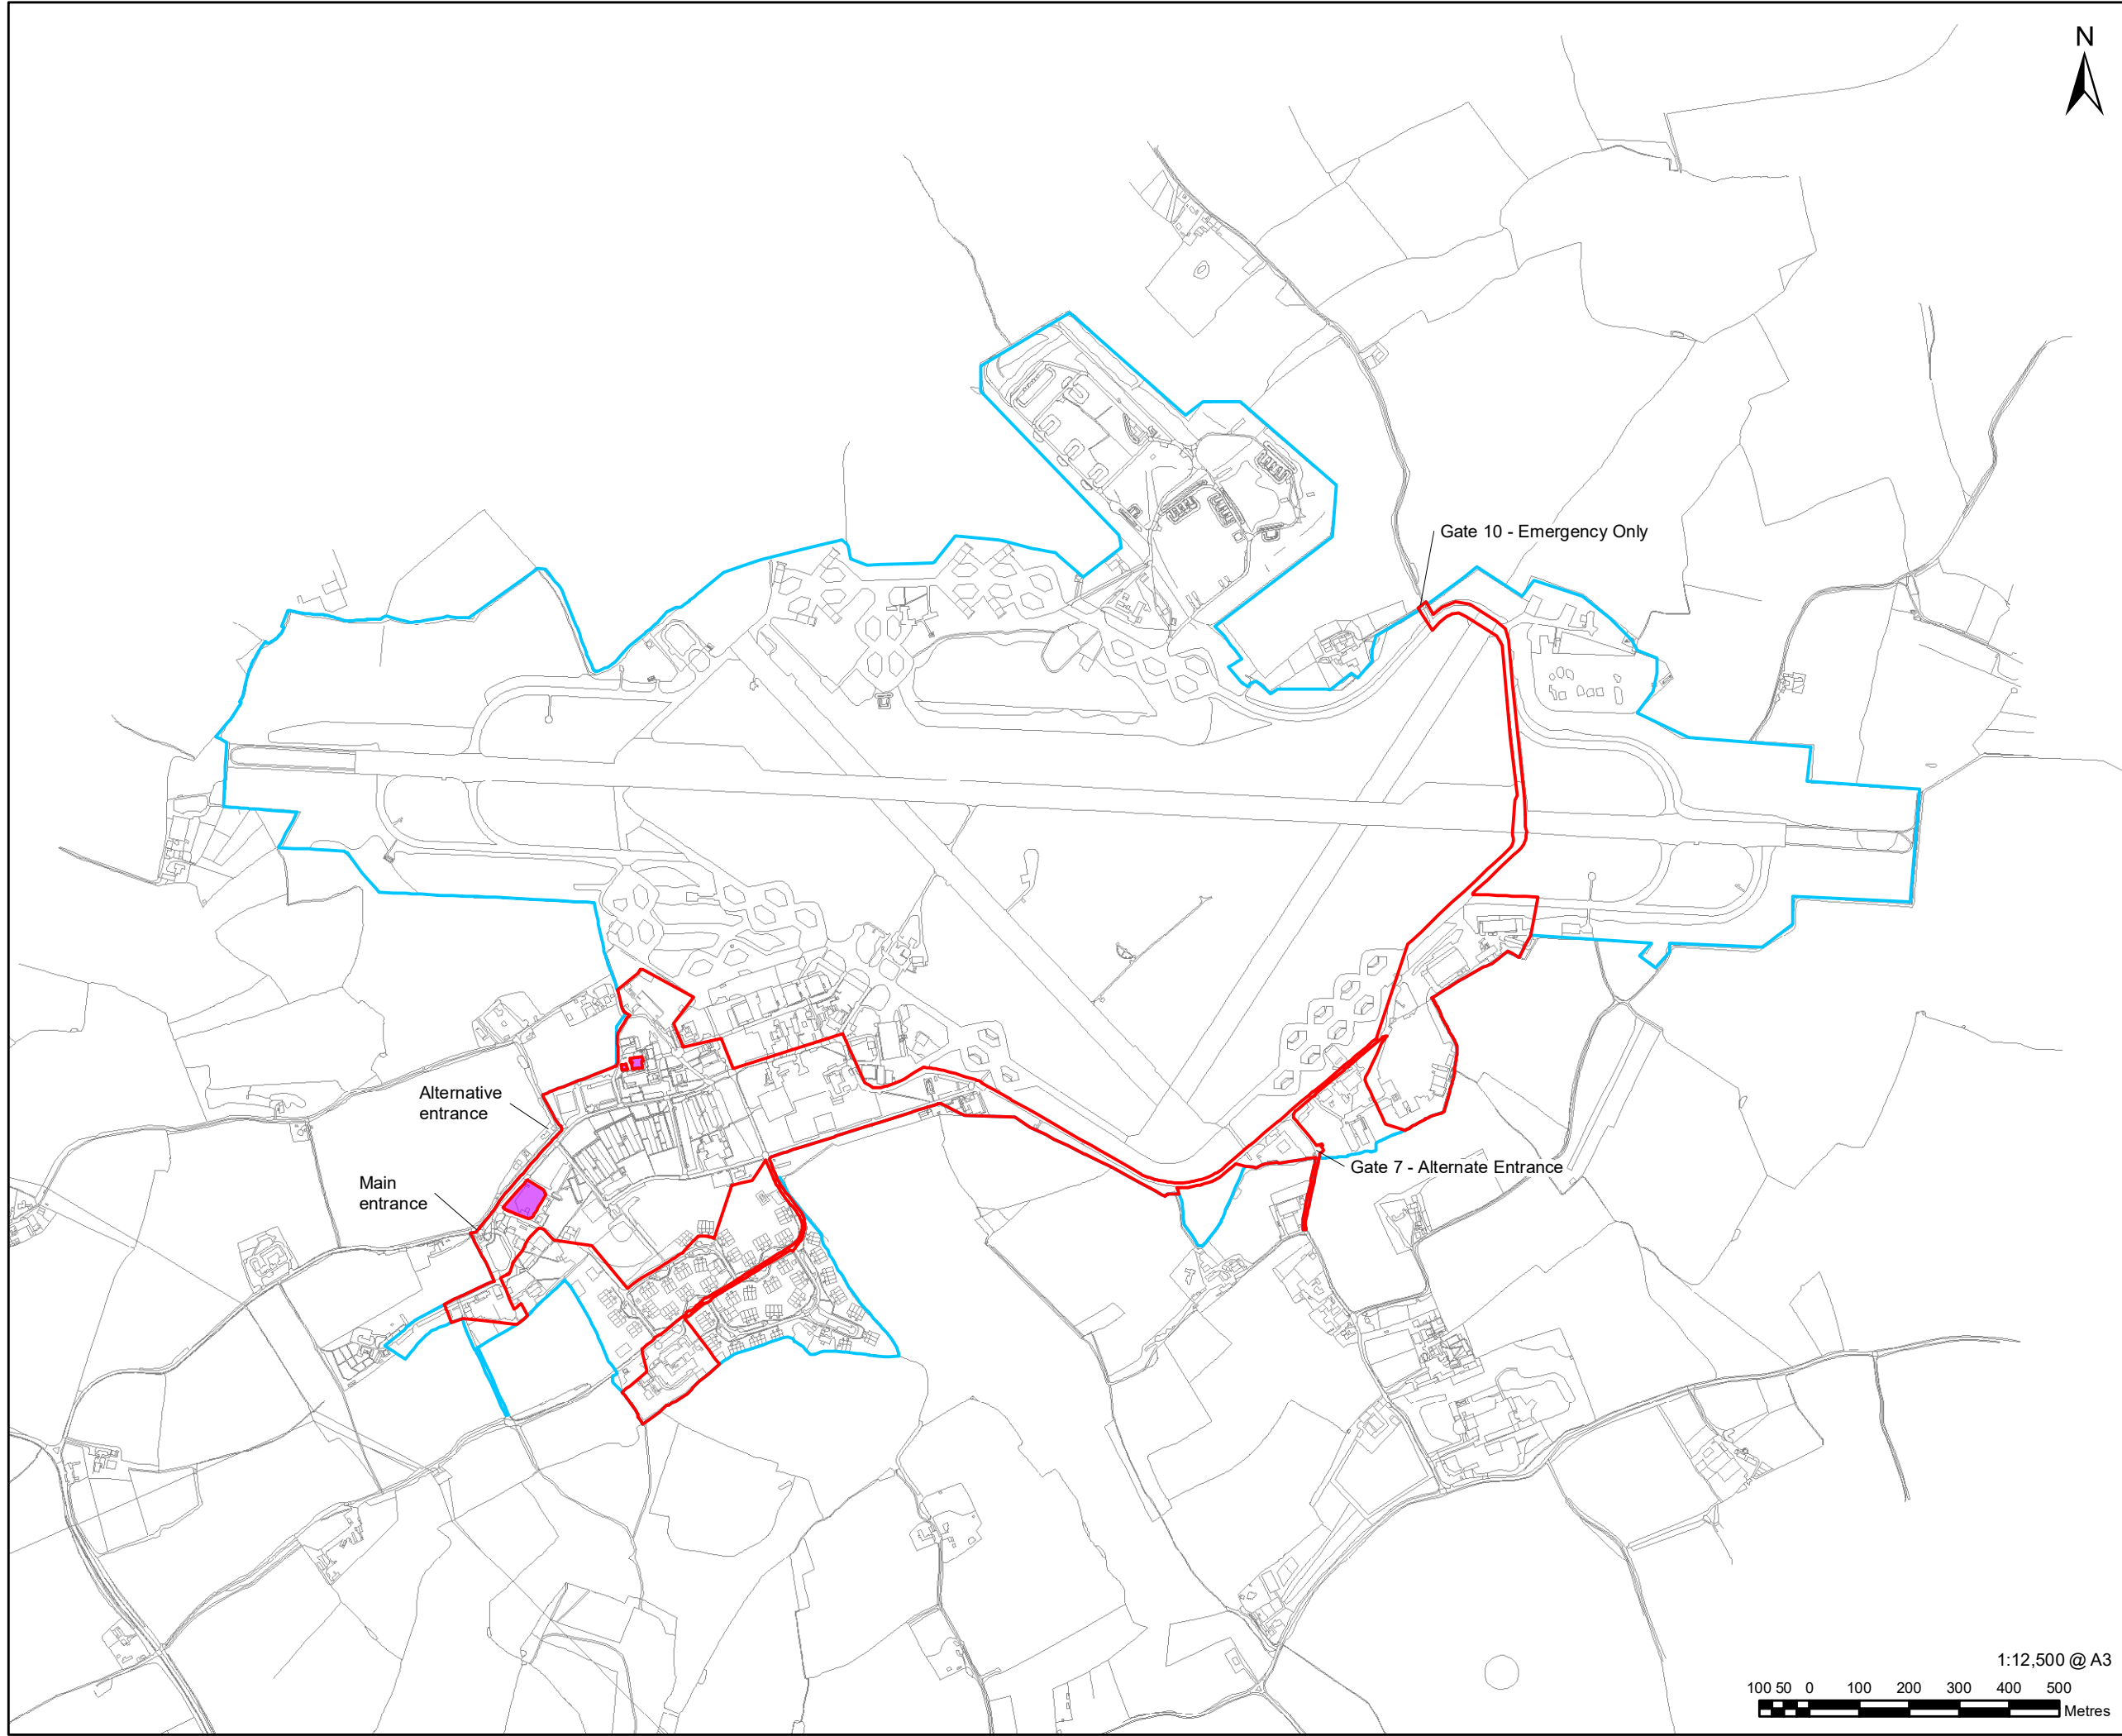 N
Gate 10 - Emergency Only
Alternative
entrance
Gate 7 - Alternate Entrance
Main
entrance
1:12,500 @ A3
100 50 0 100 200 300 400 500
Metres